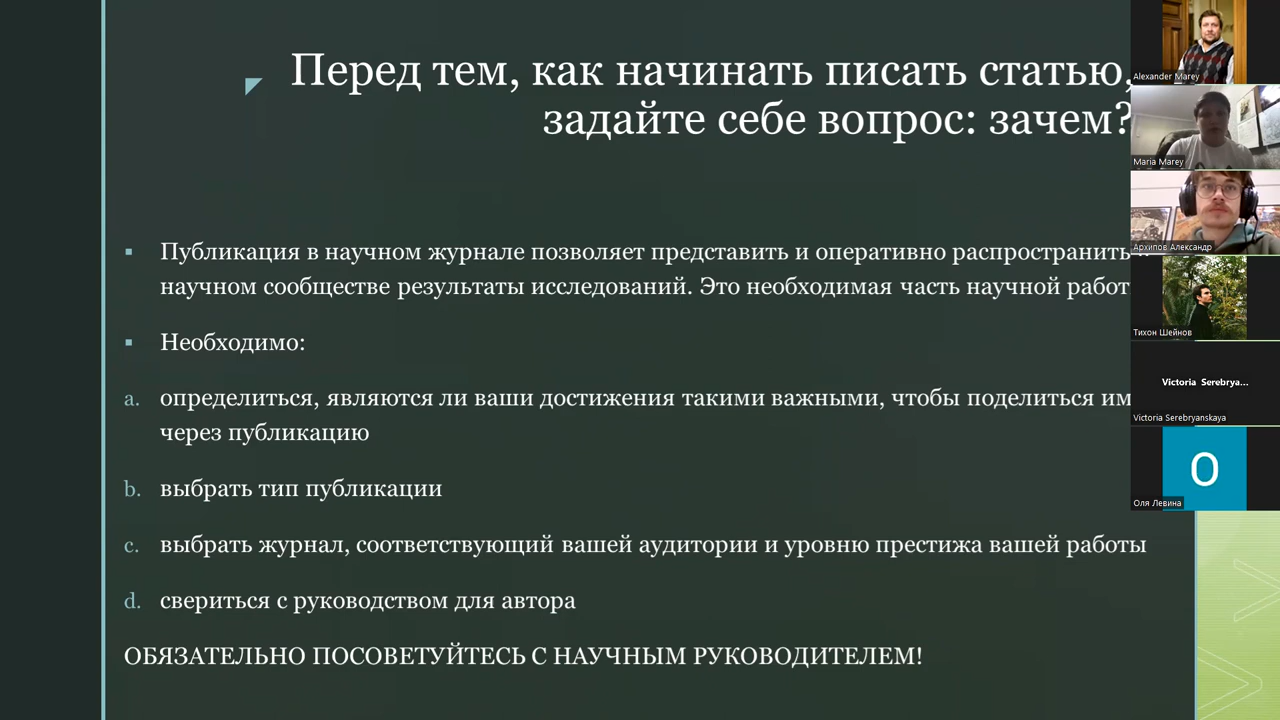 Перед тем, как начинать писать статью,
задайте себе вопрос: зачем?
Публикация в научном журнале позволяет представить и оперативно распространить
научном сообществе результаты исследований. Это необходимая часть научной
Необходимо:
a. определиться, являются ли ваши достижения такими важными, чтобы поделиться
через публикацию
b. выбрать тип публикации
c. выбрать журнал, соответствующий вашей аудитории и уровню престижа вашей работы
d. свериться с руководством для автора
ОБЯЗАТЕЛЬНО ПОСОВЕТУЙТЕСЬ С НАУЧНЫМ РУКОВОДИТЕЛЕМ!
Alexander Marey
Maria Marey
Архипов Александр
Тихон Шейнов
Victoria Serebrya...
Victoria Serebryanskaya
О
Оля Левина